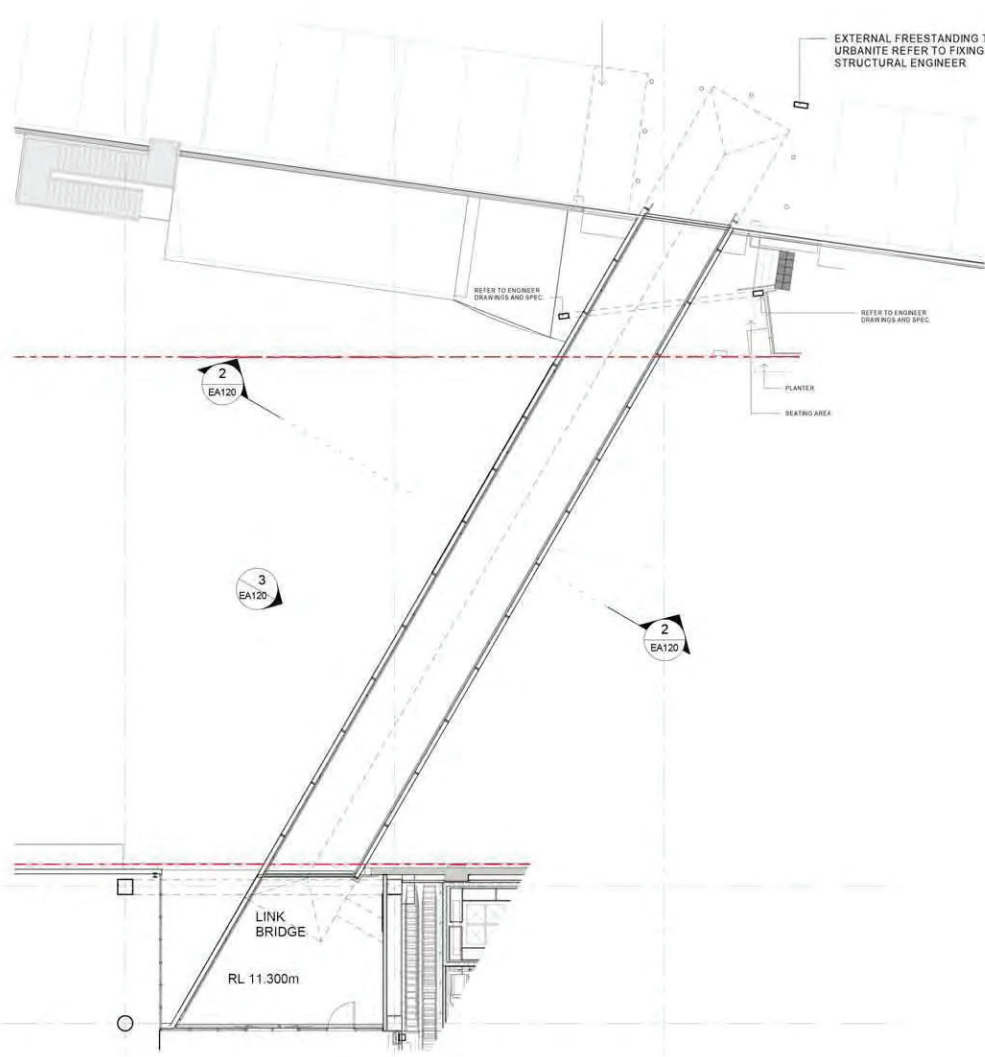 EXTERNAL FREESTANDING
URBANITE REFER TO FIXING
STRUCTURAL ENGINEER
REFER TO ENGINEER
DRAWINGS AND SPEC.
REFER TO ENGINEER
DRAWINGS AND SPEC.
2
EA120
PLANTER
SEATING AREA
3
EA120
2
EA120
LINK
BRIDGE
RL 11.300m